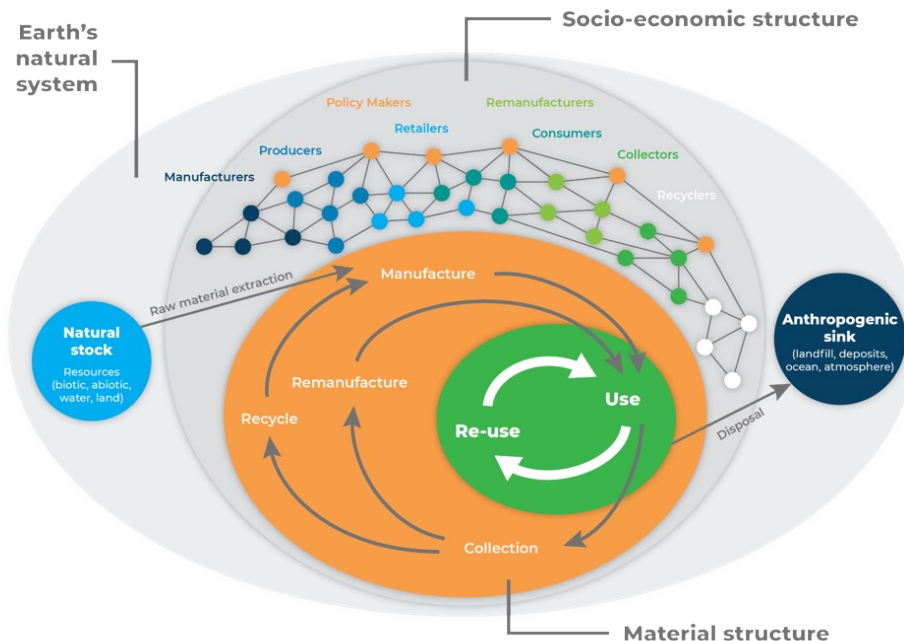 Socio-economic structure
Earth's
natural
system
Policy Makers
Remanufacturers
Retailers
Consumers
Producers
Collectors
Manufacturers
Recyclers
Manufacture
Raw material extraction
Natural
stock
Resources
(biotic, abiotic,
water, land)
Anthropogenic
sink
(landfill, deposits,
ocean, atmosphere)
Remanufacture
Use
Recycle
Re-use
Disposal
Collection
Material structure